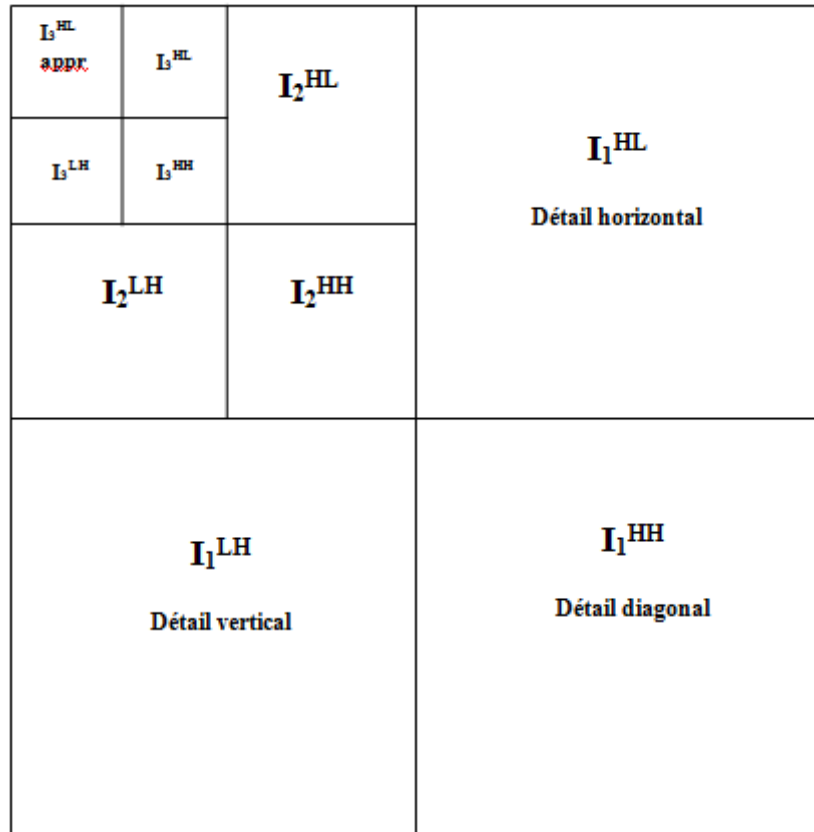 I₃ᴴᴸ
appr
I₃ᴴᴸ
I₂ᴴᴸ
I₁ᴴᴸ
Détail horizontal
I₃ᴸᴴ
I₃ᴴᴴ
I₂ᴸᴴ
I₂ᴴᴴ
I₁ᴸᴴ
Détail vertical
I₁ᴴᴴ
Détail diagonal